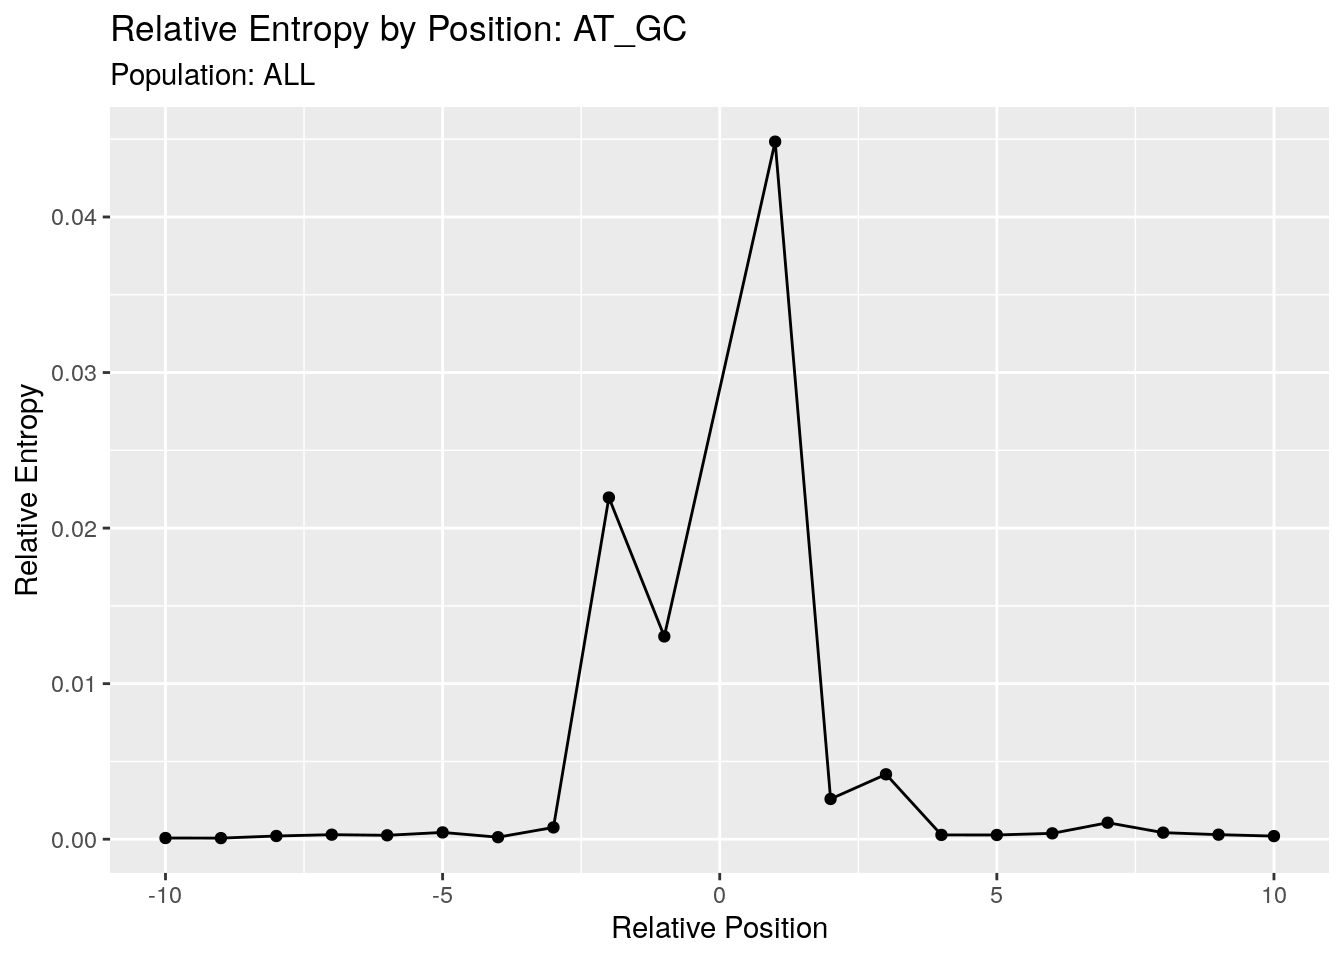 Relative Entropy by Position: AT_GC
Population: ALL
0.04
0.03
0.02
0.01
0.00
Relative Entropy
-10 -5 0 5 10
Relative Position